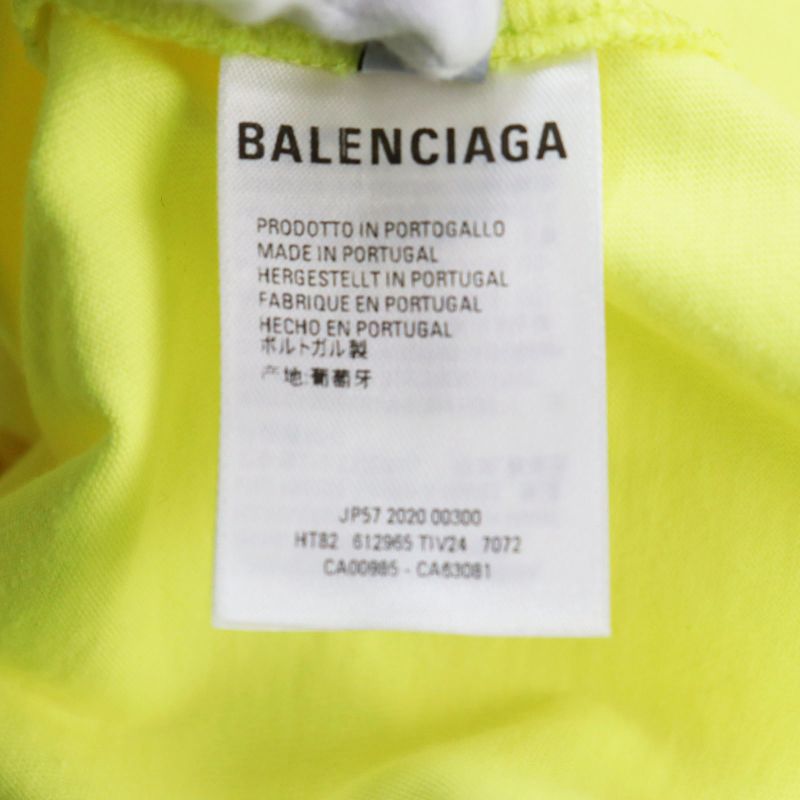 BALENCIAGA
PRODOTTO IN PORTOGALLO
MADE IN PORTUGAL
HERGESTELLT IN PORTUGAL
FABRIQUE EN PORTUGAL
HECHO EN PORTUGAL
ポルトガル製
产地:葡萄牙
JP57 2020 00300
HT82 612965 TIV24 7072
CA00985 - CA63081